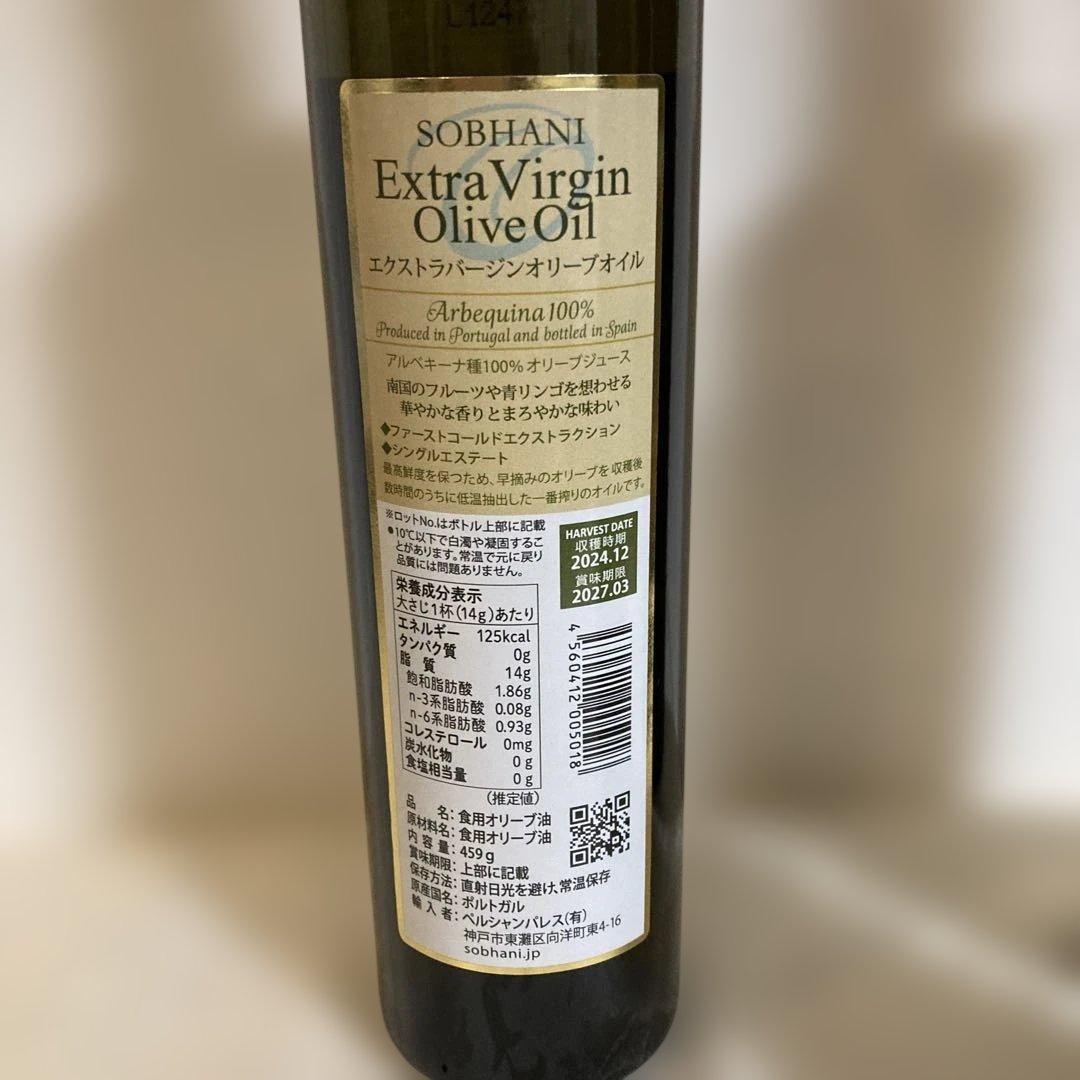 SOBHANI
Extra Virgin
Olive Oil
エクストラバージンオリーブオイル
Arbequina 100%
Produced in Portugal and bottled in Spain
アルベキーナ種100% オリーブジュース
南国のフルーツや青リンゴを想わせる
華やかな香りとまろやかな味わい
◆ファーストコールドエクストラクション
◆シングルエステート
最高鮮度を保つため、早摘みのオリーブを収穫後
数時間のうちに低温抽出した一番搾りのオイルです。
※ロットNo.はボトル上部に記載
●10℃以下で白濁や凝固するこ
とがあります。常温で元に戻り
品質には問題ありません。
HARVEST DATE
収穫時期
2024.12
賞味期限
2027.03
栄養成分表示
大さじ1杯(14g)あたり
エネルギー 125kcal
タンパク質 0g
脂 質 14g
飽和脂肪酸 1.86g
n-3系脂肪酸 0.08g
n-6系脂肪酸 0.93g
コレステロール 0mg
炭水化物 0g
食塩相当量 0g
(推定値)
4560412005018
品 名: 食用オリーブ油
原材料名: 食用オリーブ油
内容量: 459g
賞味期限: 上部に記載
保存方法: 直射日光を避け、常温保存
原産国名: ポルトガル
輸入者: ペルシャンパレス(有)
神戸市東灘区向洋町東4-16
sobhani.jp